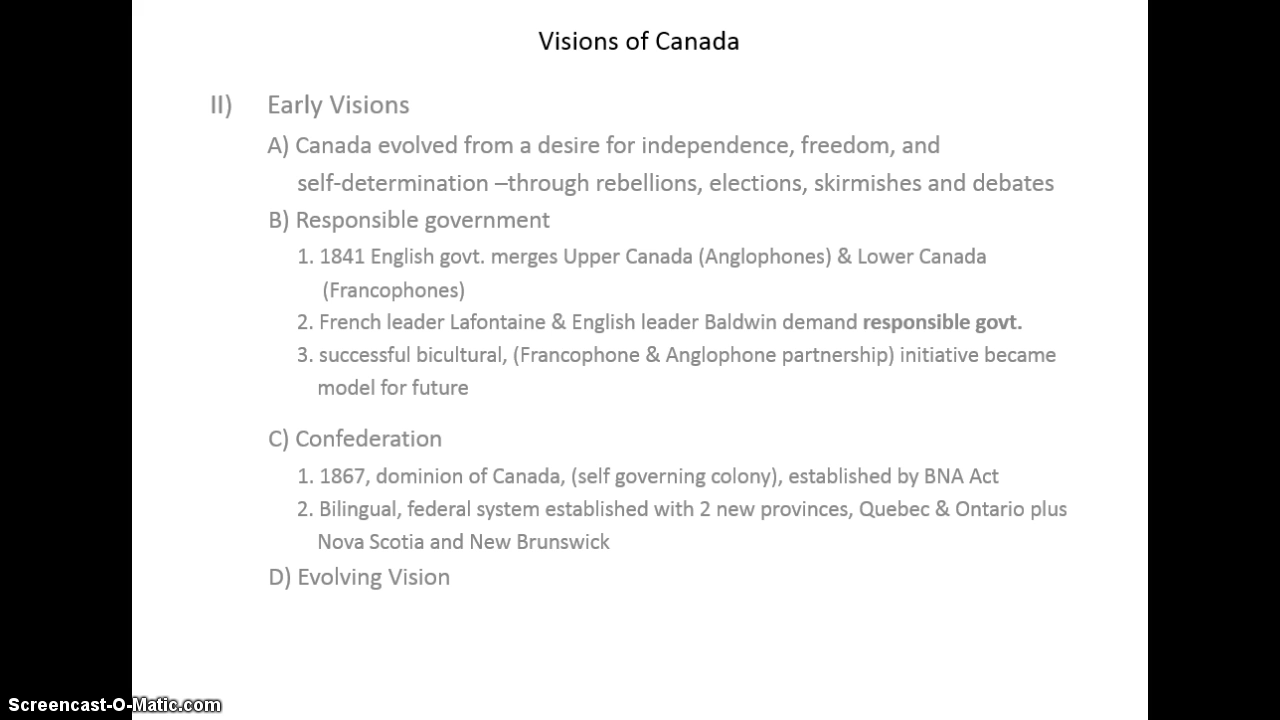 Visions of Canada
II) Early Visions
A) Canada evolved from a desire for independence, freedom, and
self-determination –through rebellions, elections, skirmishes and debates
B) Responsible government
1. 1841 English govt. merges Upper Canada (Anglophones) & Lower Canada
(Francophones)
2. French leader Lafontaine & English leader Baldwin demand responsible govt.
3. successful bicultural, (Francophone & Anglophone partnership) initiative became
model for future
C) Confederation
1. 1867, dominion of Canada, (self governing colony), established by BNA Act
2. Bilingual, federal system established with 2 new provinces, Quebec & Ontario plus
Nova Scotia and New Brunswick
D) Evolving Vision
Screencast-O-Matic.com